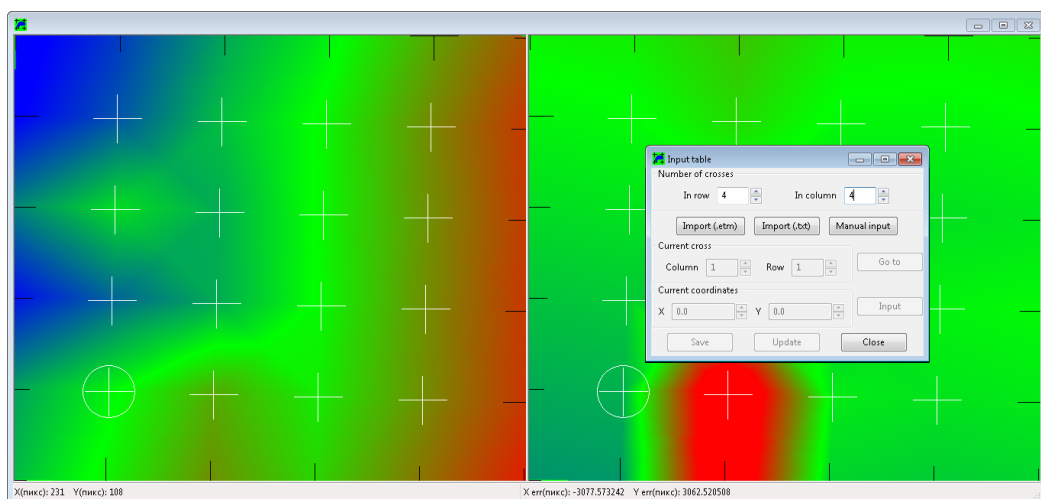 Input table
Number of crosses
In row 4 In column 4
Import (.etm) Import (.txt) Manual input
Current cross
Column 1 Row 1 Go to
Current coordinates
X 0.0 Y 0.0 Input
Save Update Close
X(пикс): 231 Y(пикс): 108 X err(пикс): -3077.573242 Y err(пикс): 3062.520508